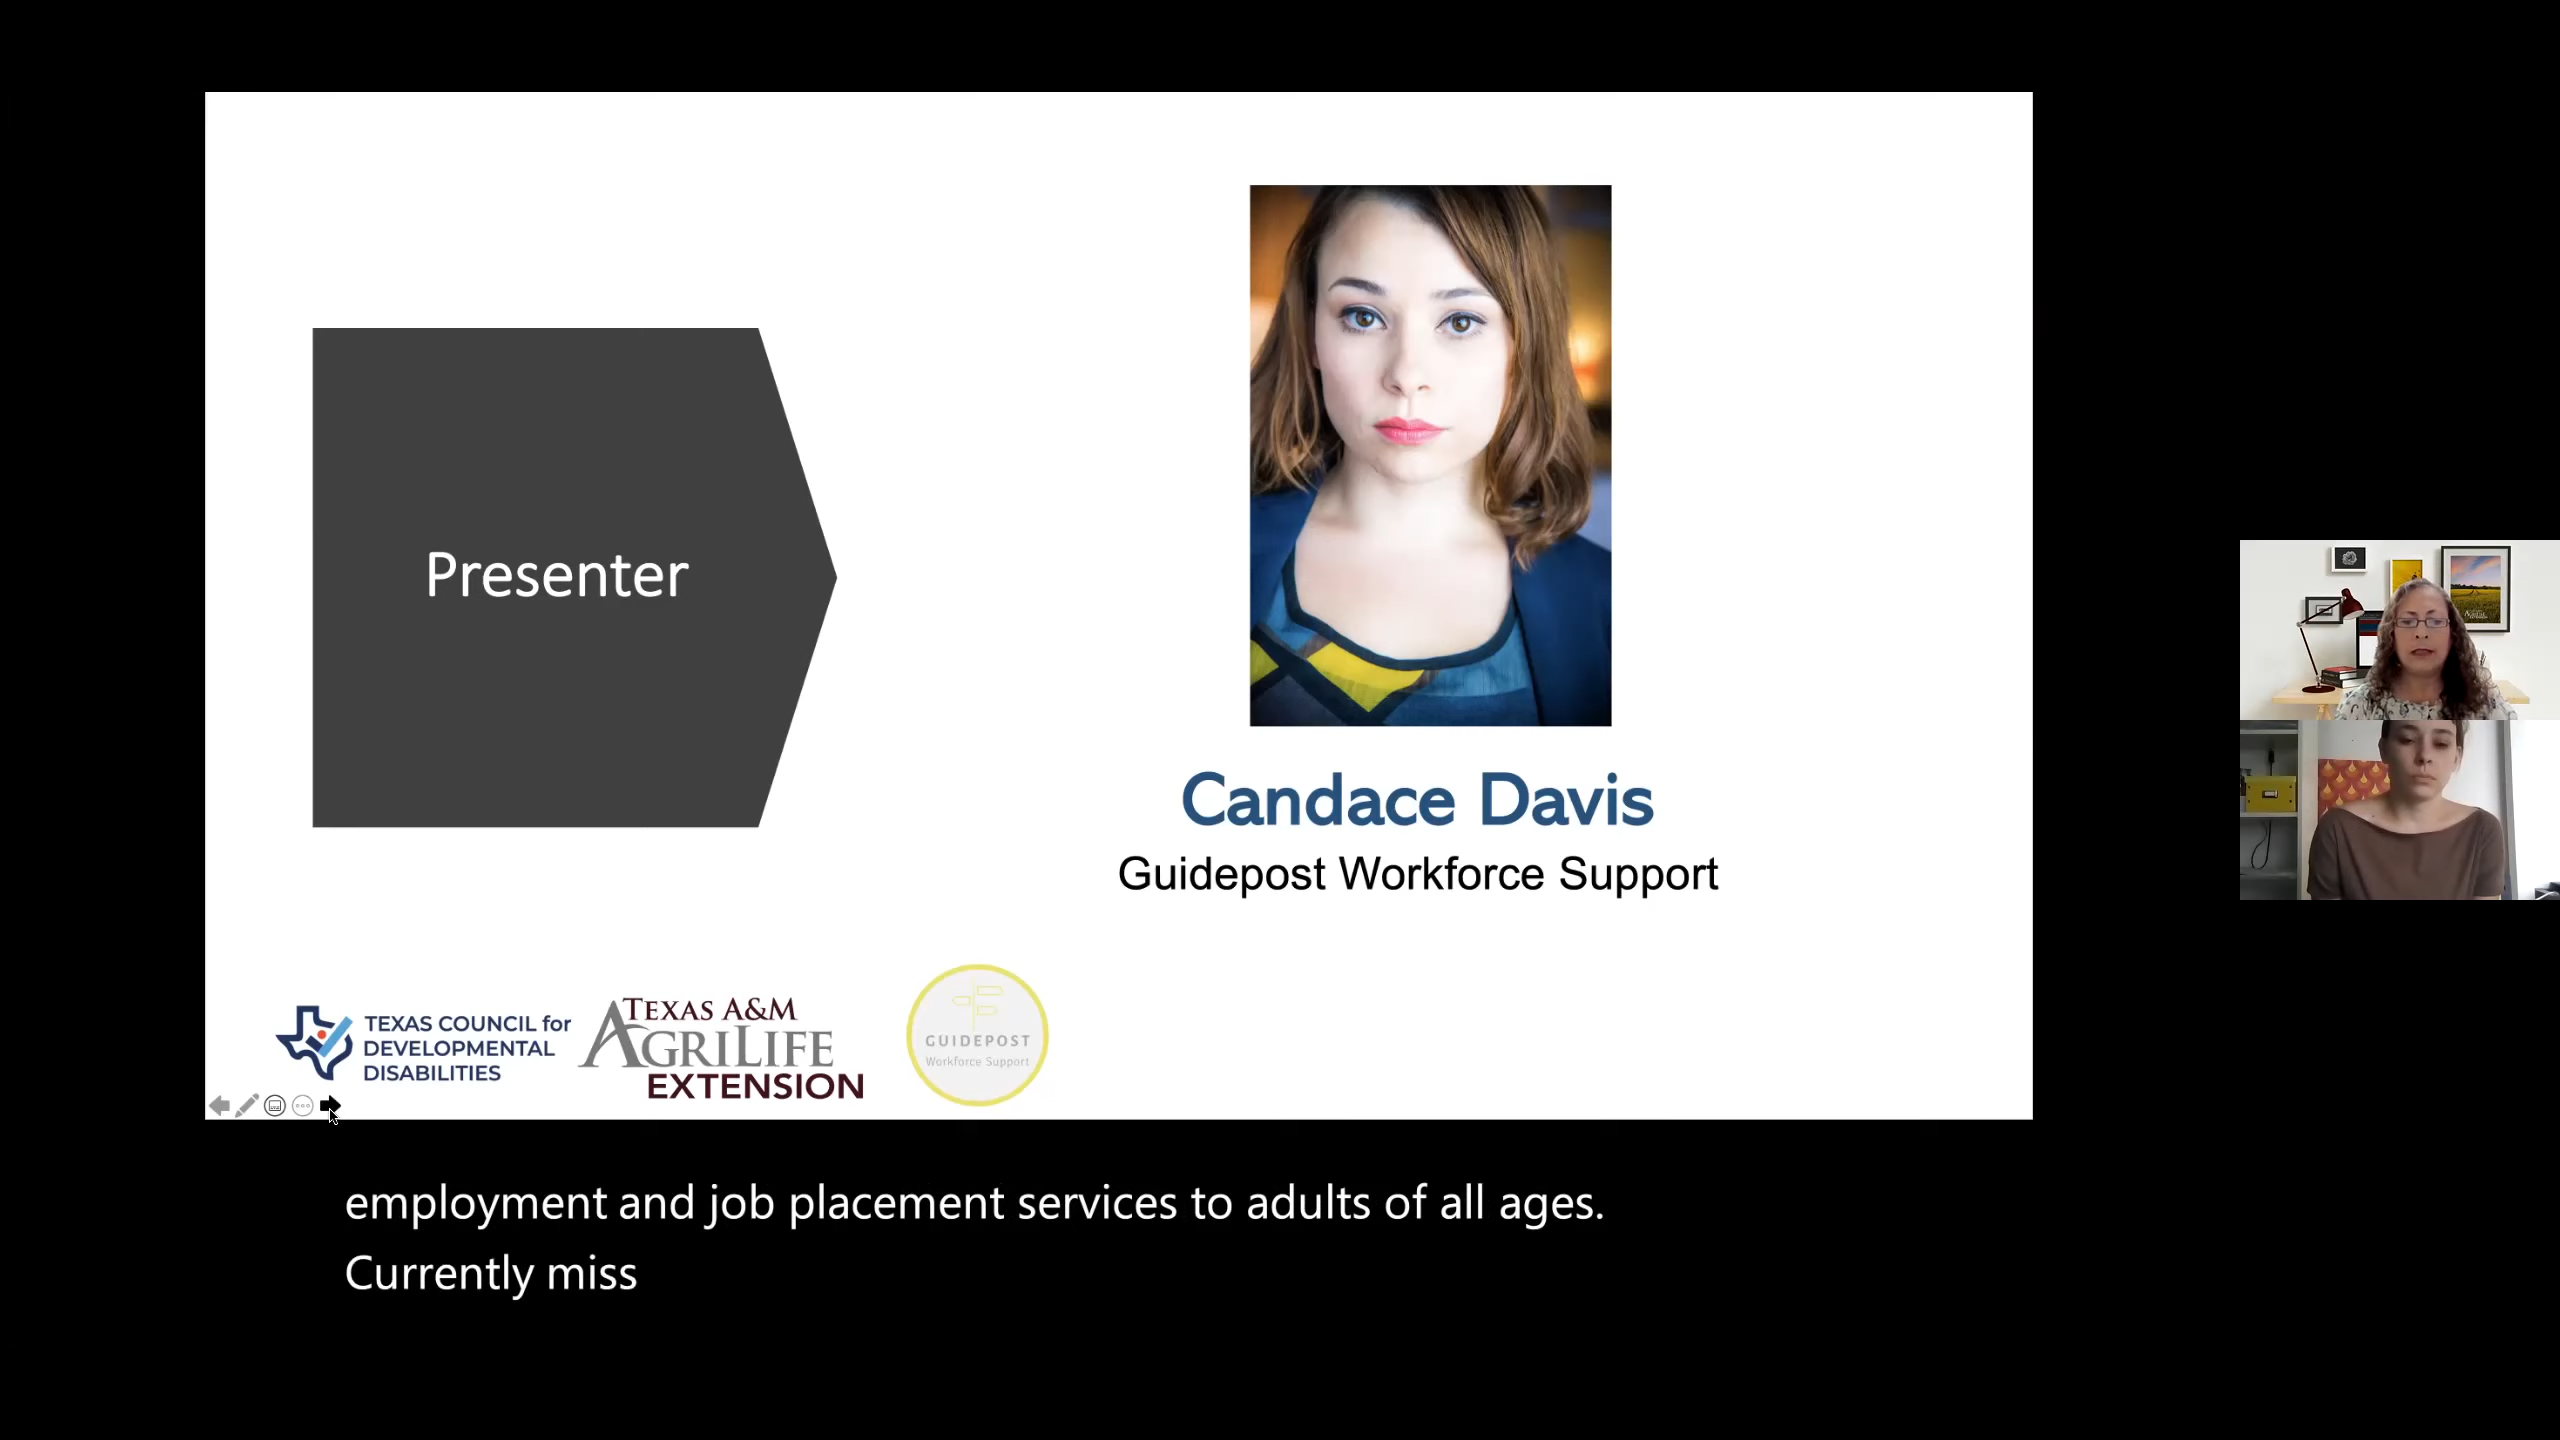 Presenter
Candace Davis
Guidepost Workforce Support
TEXAS COUNCIL for
DEVELOPMENTAL
DISABILITIES
TEXAS A&M
AGRILIFE
EXTENSION
GUIDEPOST
Workforce Support
employment and job placement services to adults of all ages.
Currently miss